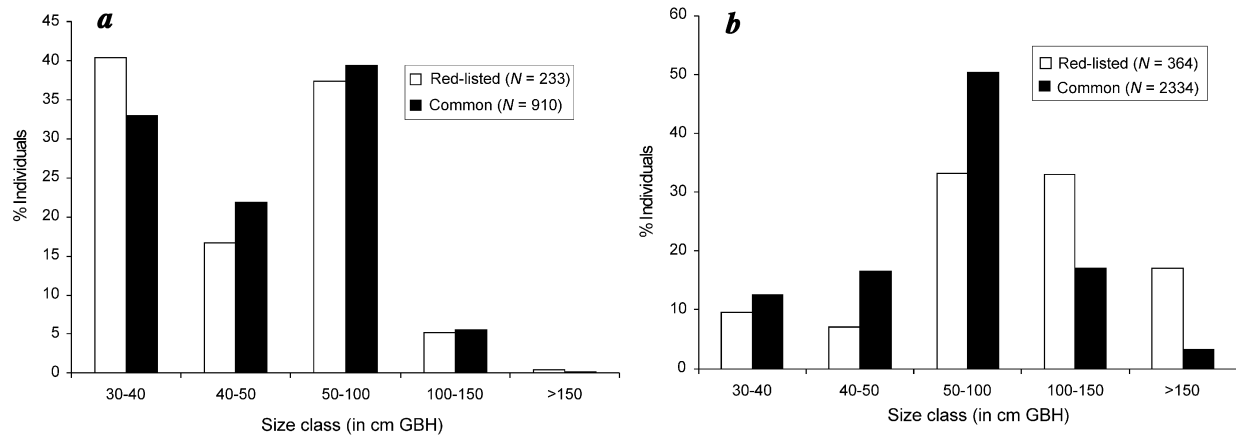 a
45
40
35
30
25
20
15
10
5
0
% Individuals
Red-listed (N = 233)
Common (N = 910)
30-40 40-50 50-100 100-150 >150
Size class (in cm GBH)
b
60
50
40
30
20
10
0
% Individuals
Red-listed (N = 364)
Common (N = 2334)
30-40 40-50 50-100 100-150 >150
Size class (in cm GBH)